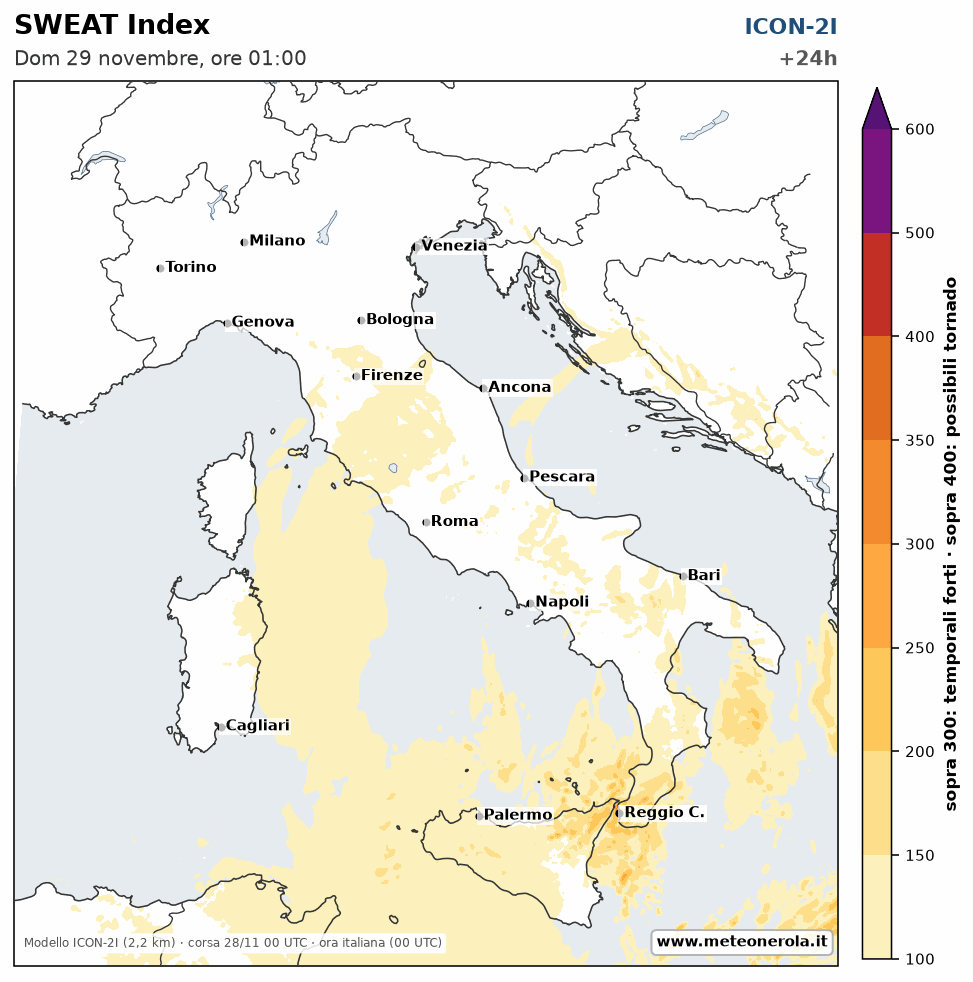 SWEAT Index
ICON-2I
Dom 29 novembre, ore 01:00
+24h
600
500
400
350
300
250
200
150
100
sopra 300: temporali forti · sopra 400: possibili tornado
Milano
Venezia
Torino
Genova
Bologna
Firenze
Ancona
Pescara
Roma
Bari
Napoli
Cagliari
Palermo
Reggio C.
Modello ICON-2I (2,2 km) · corsa 28/11 00 UTC · ora italiana (00 UTC)
www.meteonerola.it